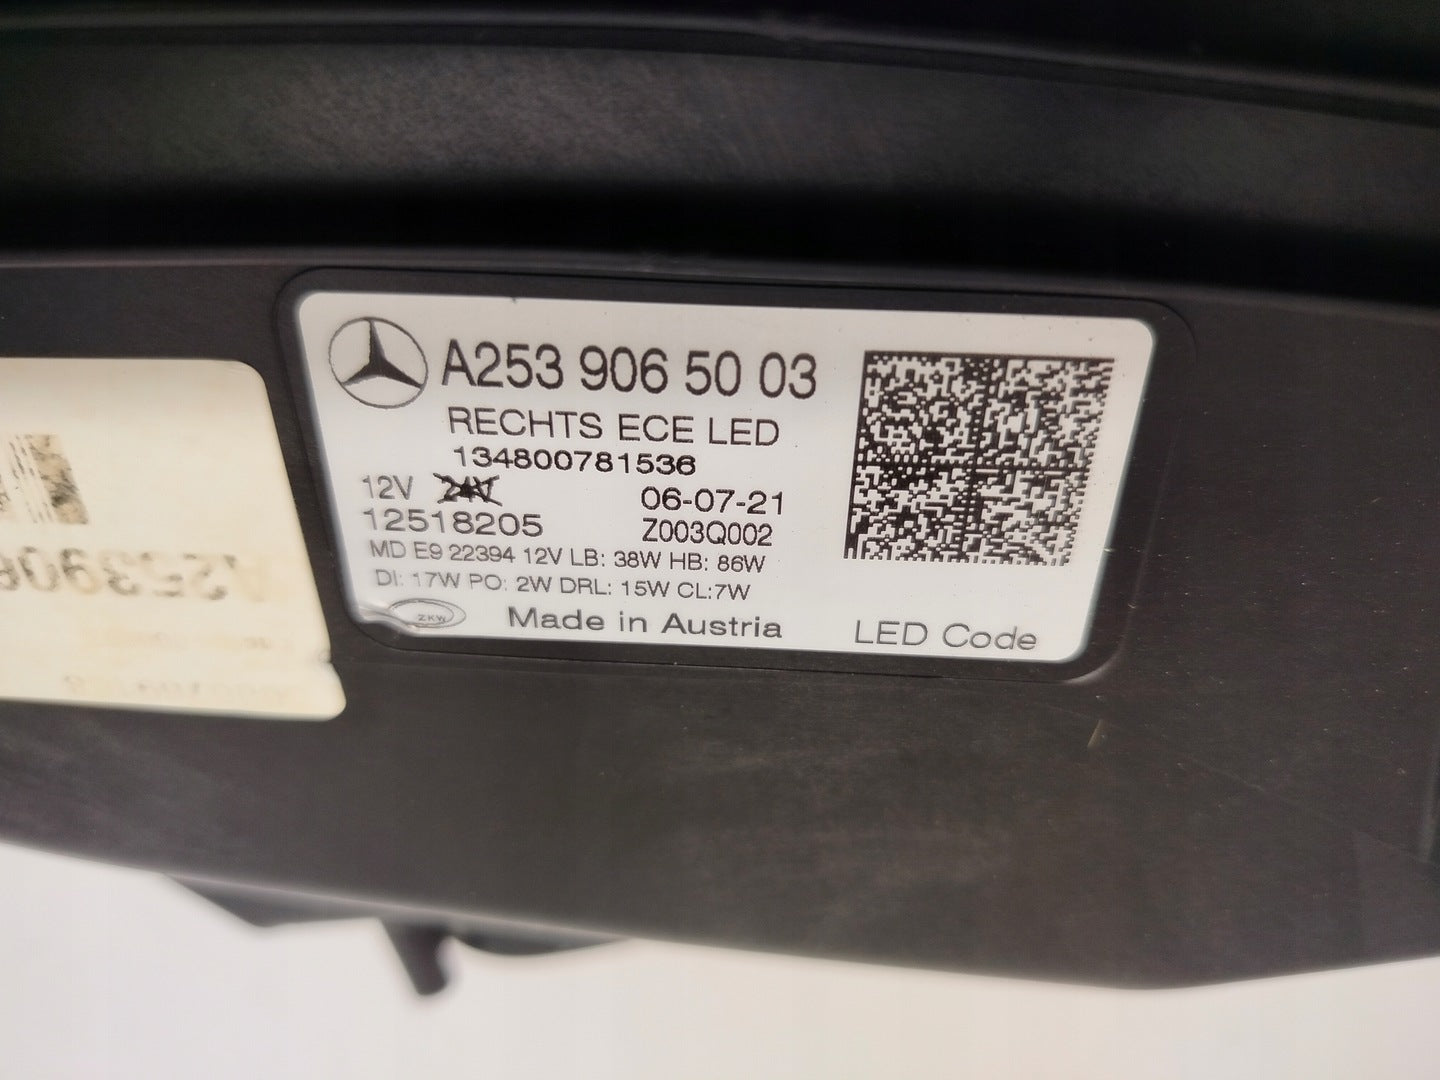 A253 906 50 03
RECHTS ECE LED
134800781536
12V 24V 06-07-21
12518205 Z003Q002
MD E9 22394 12V LB: 38W HB: 86W
DI: 17W PO: 2W DRL: 15W CL:7W
ZKW Made in Austria LED Code
A253906